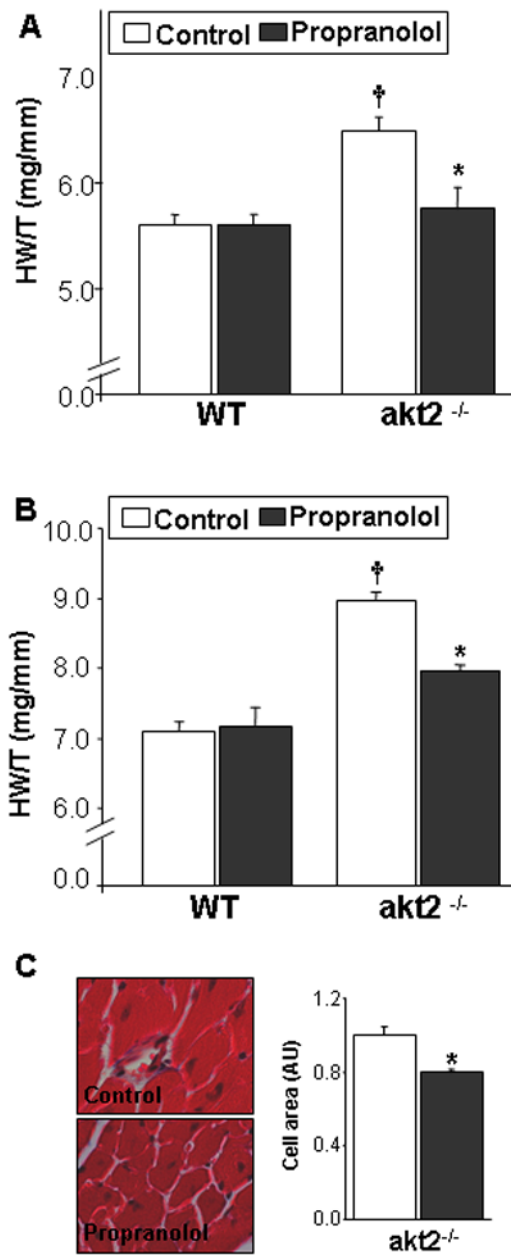 A
Control Propranolol
HW/T (mg/mm)
7.0
6.0
5.0
0.0
†
*
WT akt2 -/-
B
Control Propranolol
HW/T (mg/mm)
10.0
9.0
8.0
7.0
6.0
0.0
†
*
WT akt2 -/-
C
Control
Propranolol
Cell area (AU)
1.2
0.8
0.4
0.0
*
akt2-/-